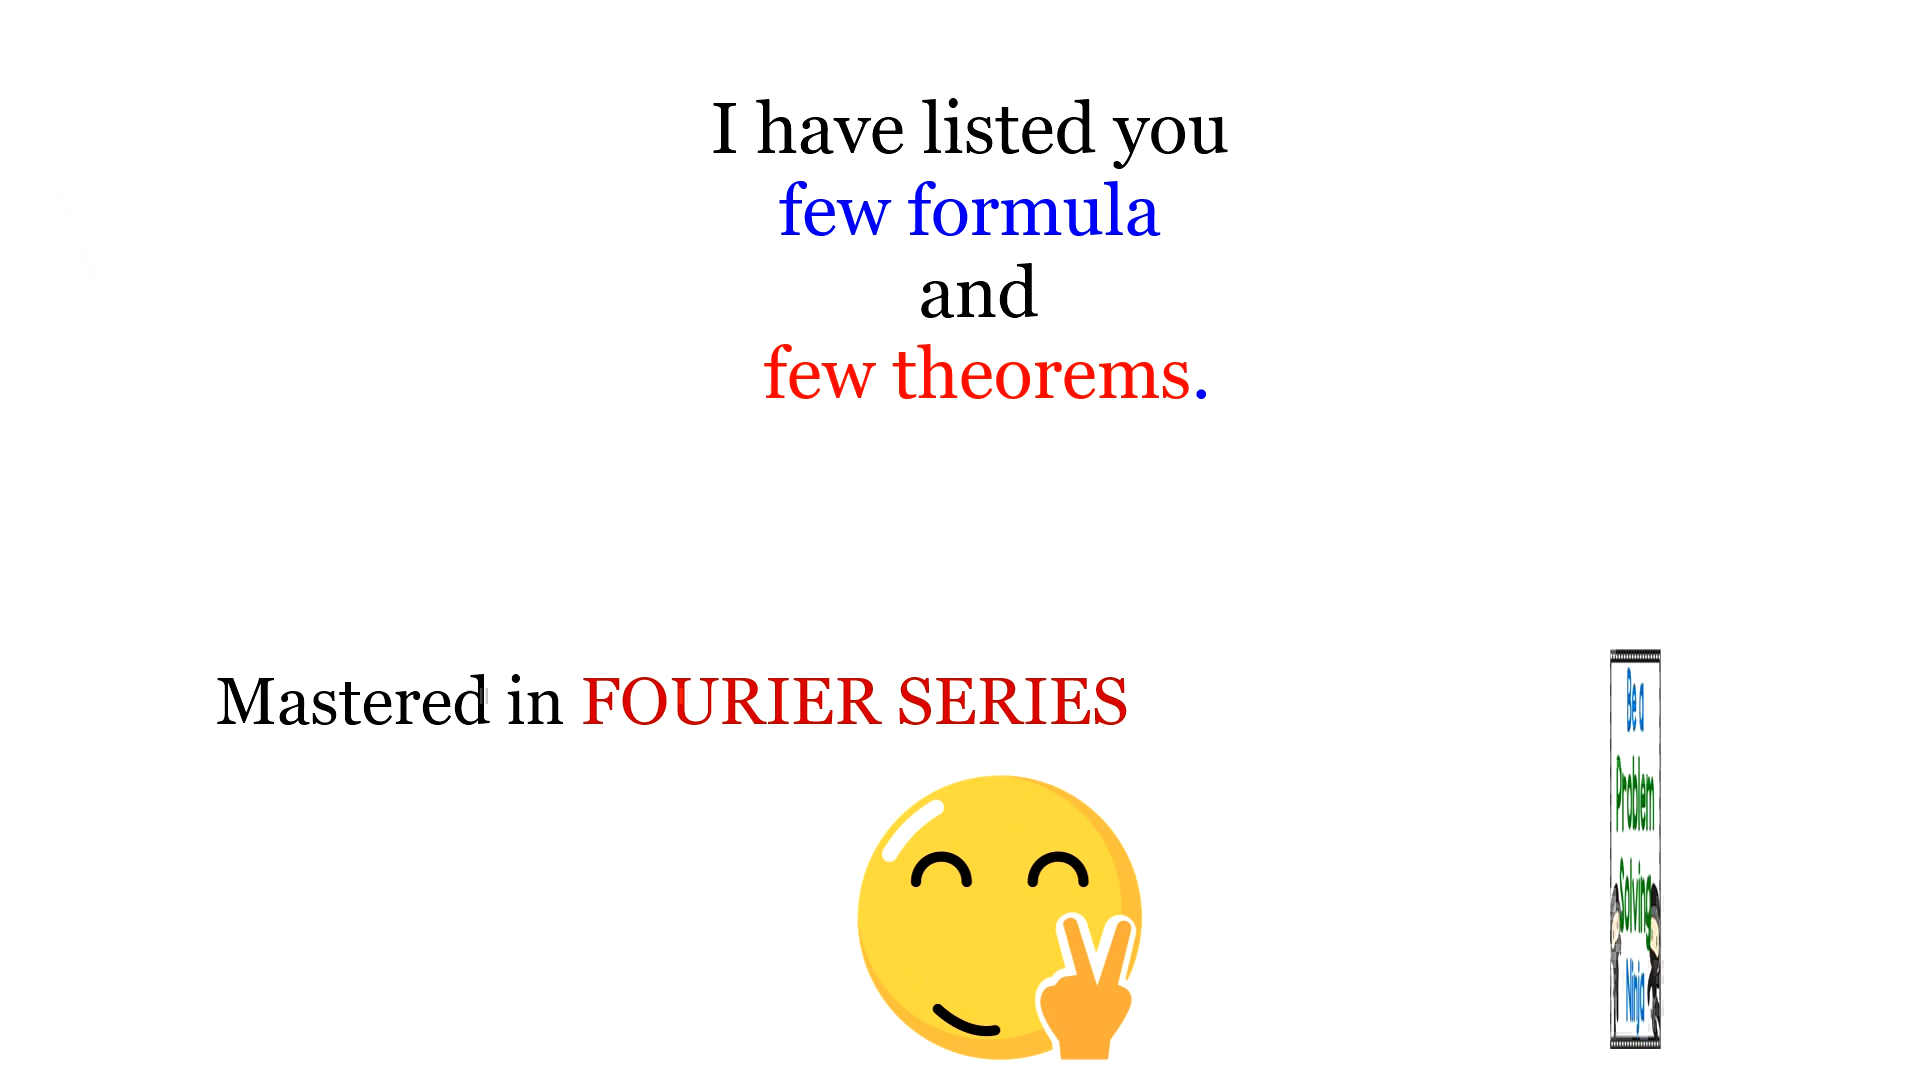 I have listed you
few formula
and
few theorems.
Mastered in FOURIER SERIES
Be a
Problem
Solving
Ninja